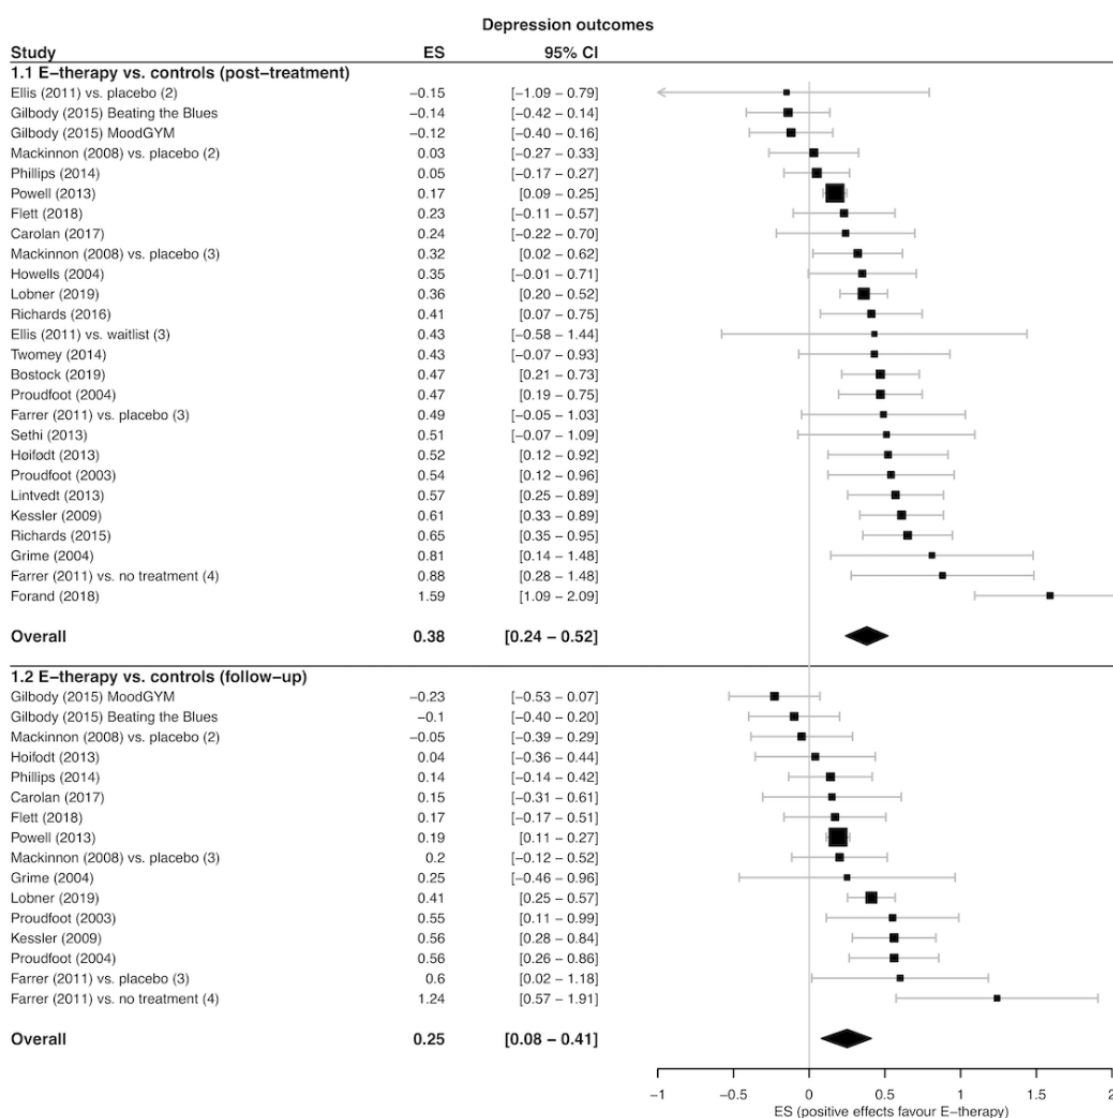 Depression outcomes
Study ES 95% CI
1.1 E–therapy vs. controls (post–treatment)
Ellis (2011) vs. placebo (2) −0.15 [−1.09 – 0.79]
Gilbody (2015) Beating the Blues −0.14 [−0.42 – 0.14]
Gilbody (2015) MoodGYM −0.12 [−0.40 – 0.16]
Mackinnon (2008) vs. placebo (2) 0.03 [−0.27 – 0.33]
Phillips (2014) 0.05 [−0.17 – 0.27]
Powell (2013) 0.17 [0.09 – 0.25]
Flett (2018) 0.23 [−0.11 – 0.57]
Carolan (2017) 0.24 [−0.22 – 0.70]
Mackinnon (2008) vs. placebo (3) 0.32 [0.02 – 0.62]
Howells (2004) 0.35 [−0.01 – 0.71]
Lobner (2019) 0.36 [0.20 – 0.52]
Richards (2016) 0.41 [0.07 – 0.75]
Ellis (2011) vs. waitlist (3) 0.43 [−0.58 – 1.44]
Twomey (2014) 0.43 [−0.07 – 0.93]
Bostock (2019) 0.47 [0.21 – 0.73]
Proudfoot (2004) 0.47 [0.19 – 0.75]
Farrer (2011) vs. placebo (3) 0.49 [−0.05 – 1.03]
Sethi (2013) 0.51 [−0.07 – 1.09]
Høifødt (2013) 0.52 [0.12 – 0.92]
Proudfoot (2003) 0.54 [0.12 – 0.96]
Lintvedt (2013) 0.57 [0.25 – 0.89]
Kessler (2009) 0.61 [0.33 – 0.89]
Richards (2015) 0.65 [0.35 – 0.95]
Grime (2004) 0.81 [0.14 – 1.48]
Farrer (2011) vs. no treatment (4) 0.88 [0.28 – 1.48]
Forand (2018) 1.59 [1.09 – 2.09]
Overall 0.38 [0.24 – 0.52]
1.2 E–therapy vs. controls (follow–up)
Gilbody (2015) MoodGYM −0.23 [−0.53 – 0.07]
Gilbody (2015) Beating the Blues −0.1 [−0.40 – 0.20]
Mackinnon (2008) vs. placebo (2) −0.05 [−0.39 – 0.29]
Hoifodt (2013) 0.04 [−0.36 – 0.44]
Phillips (2014) 0.14 [−0.14 – 0.42]
Carolan (2017) 0.15 [−0.31 – 0.61]
Flett (2018) 0.17 [−0.17 – 0.51]
Powell (2013) 0.19 [0.11 – 0.27]
Mackinnon (2008) vs. placebo (3) 0.2 [−0.12 – 0.52]
Grime (2004) 0.25 [−0.46 – 0.96]
Lobner (2019) 0.41 [0.25 – 0.57]
Proudfoot (2003) 0.55 [0.11 – 0.99]
Kessler (2009) 0.56 [0.28 – 0.84]
Proudfoot (2004) 0.56 [0.26 – 0.86]
Farrer (2011) vs. placebo (3) 0.6 [0.02 – 1.18]
Farrer (2011) vs. no treatment (4) 1.24 [0.57 – 1.91]
Overall 0.25 [0.08 – 0.41]
−1 −0.5 0 0.5 1 1.5 2
ES (positive effects favour E−therapy)